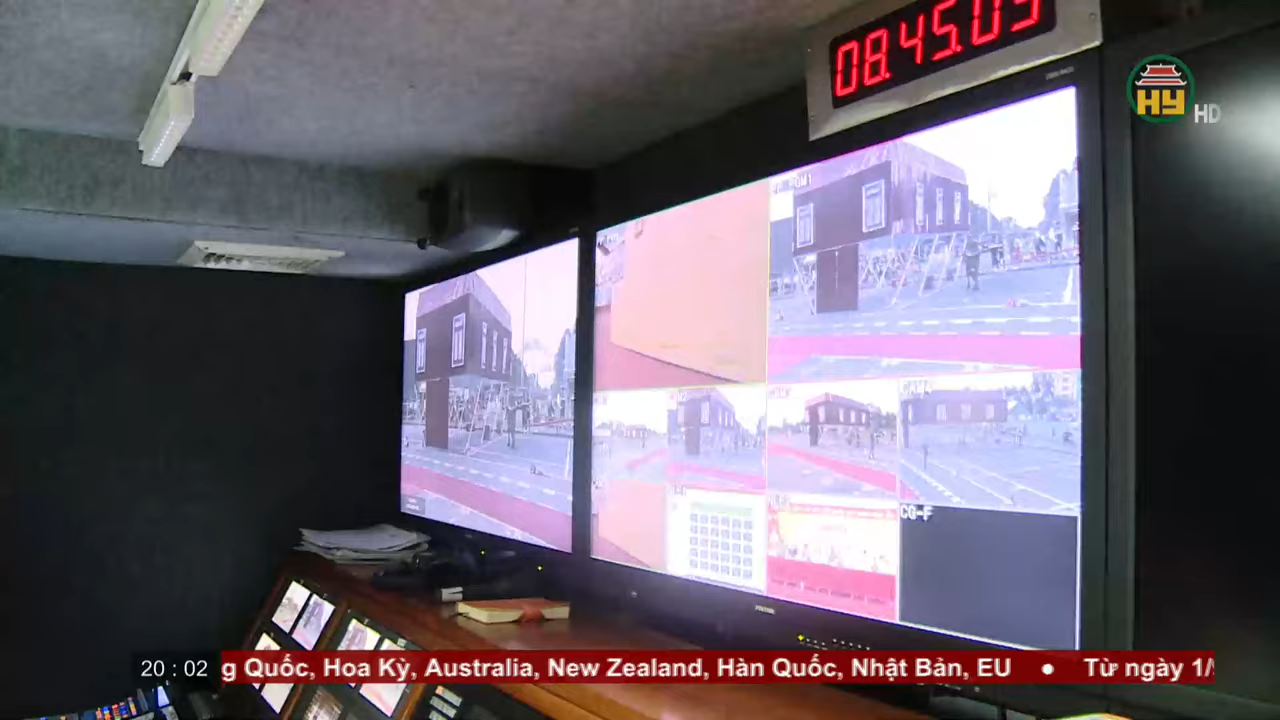 08.45.05
HY HD
CAM4
CG-F
20 : 02
g Quốc, Hoa Kỳ, Australia, New Zealand, Hàn Quốc, Nhật Bản, EU • Từ ngày 1/